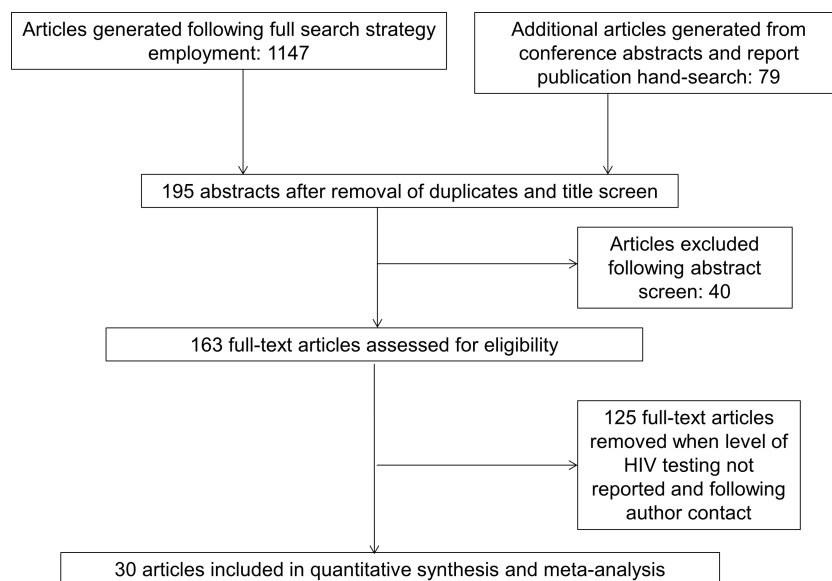 Articles generated following full search strategy
employment: 1147
Additional articles generated from
conference abstracts and report
publication hand-search: 79
195 abstracts after removal of duplicates and title screen
Articles excluded
following abstract
screen: 40
163 full-text articles assessed for eligibility
125 full-text articles
removed when level of
HIV testing not
reported and following
author contact
30 articles included in quantitative synthesis and meta-analysis